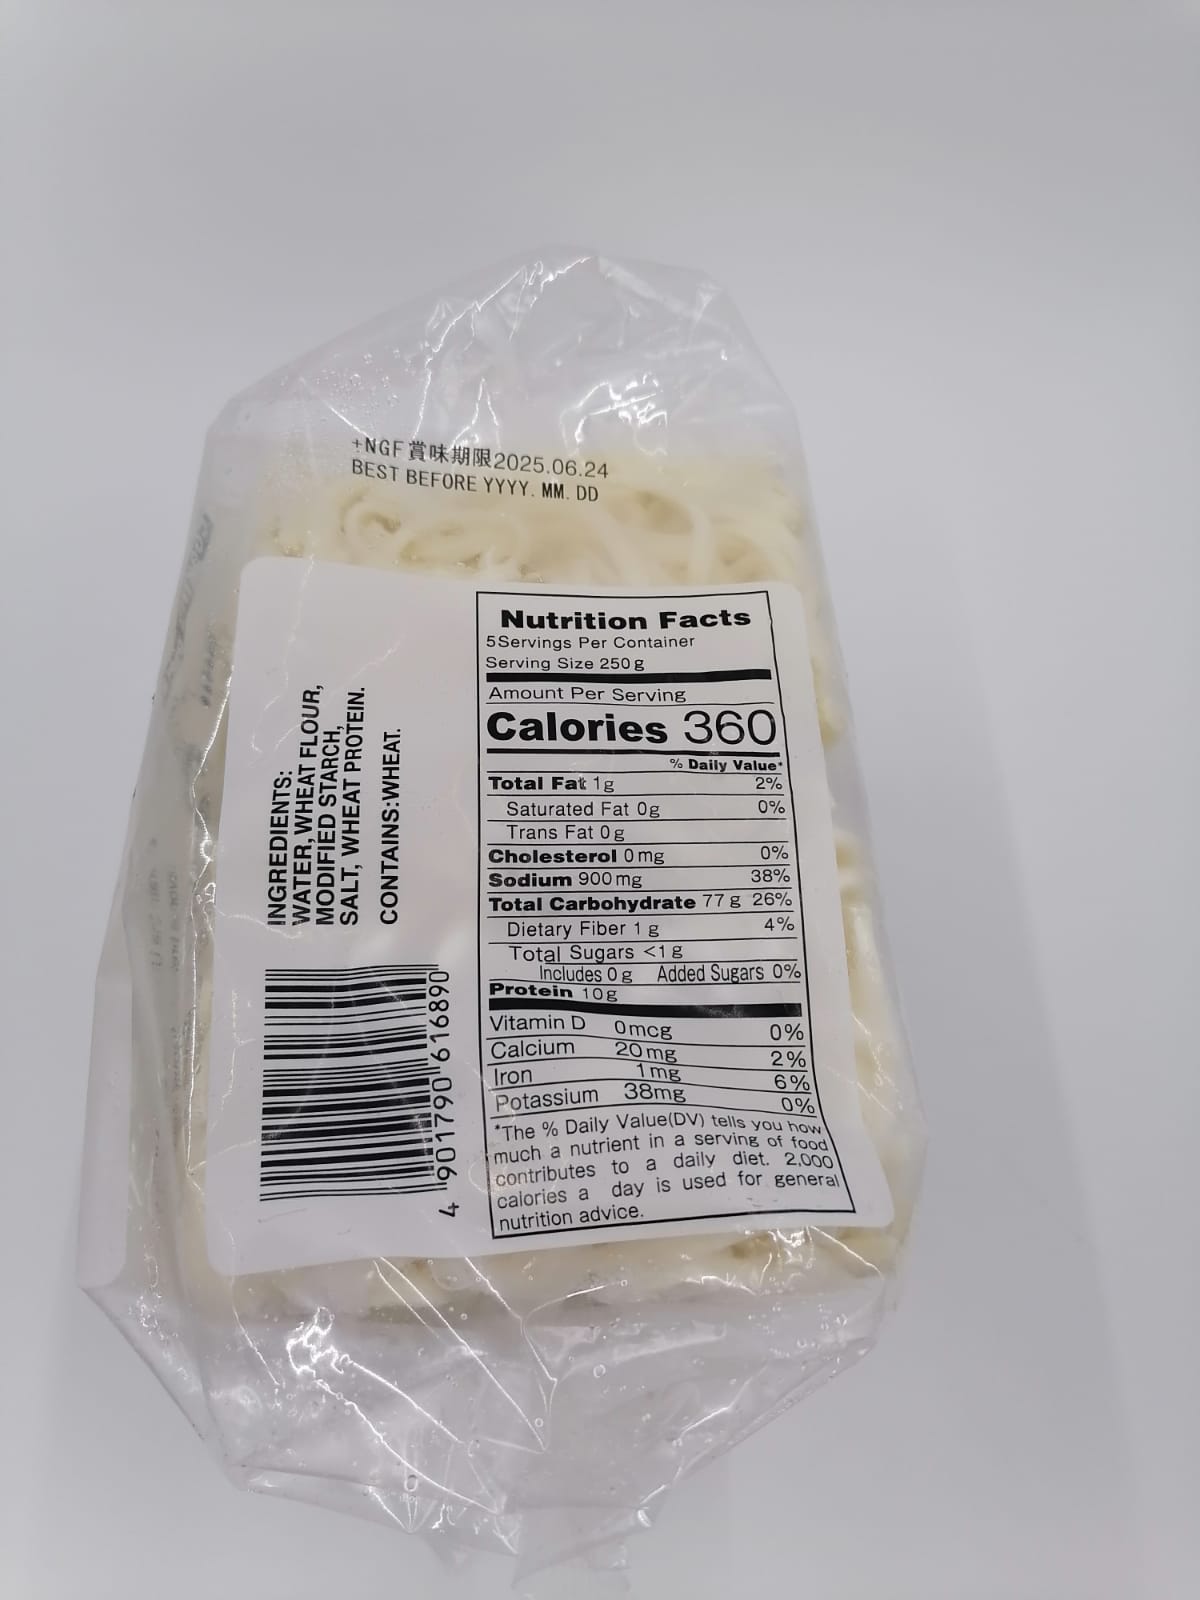 +NGF 賞味期限2025.06.24
BEST BEFORE YYYY. MM. DD
INGREDIENTS:
WATER, WHEAT FLOUR,
MODIFIED STARCH,
SALT, WHEAT PROTEIN.
CONTAINS:WHEAT.
4 901790 616890
Nutrition Facts
5Servings Per Container
Serving Size 250g
Amount Per Serving
Calories 360
% Daily Value*
Total Fat 1g 2%
Saturated Fat 0g 0%
Trans Fat 0g
Cholesterol 0mg 0%
Sodium 900mg 38%
Total Carbohydrate 77g 26%
Dietary Fiber 1g 4%
Total Sugars <1g
Includes 0g Added Sugars 0%
Protein 10g
Vitamin D 0mcg 0%
Calcium 20mg 2%
Iron 1mg 6%
Potassium 38mg 0%
*The % Daily Value(DV) tells you how
much a nutrient in a serving of food
contributes to a daily diet. 2,000
calories a day is used for general
nutrition advice.